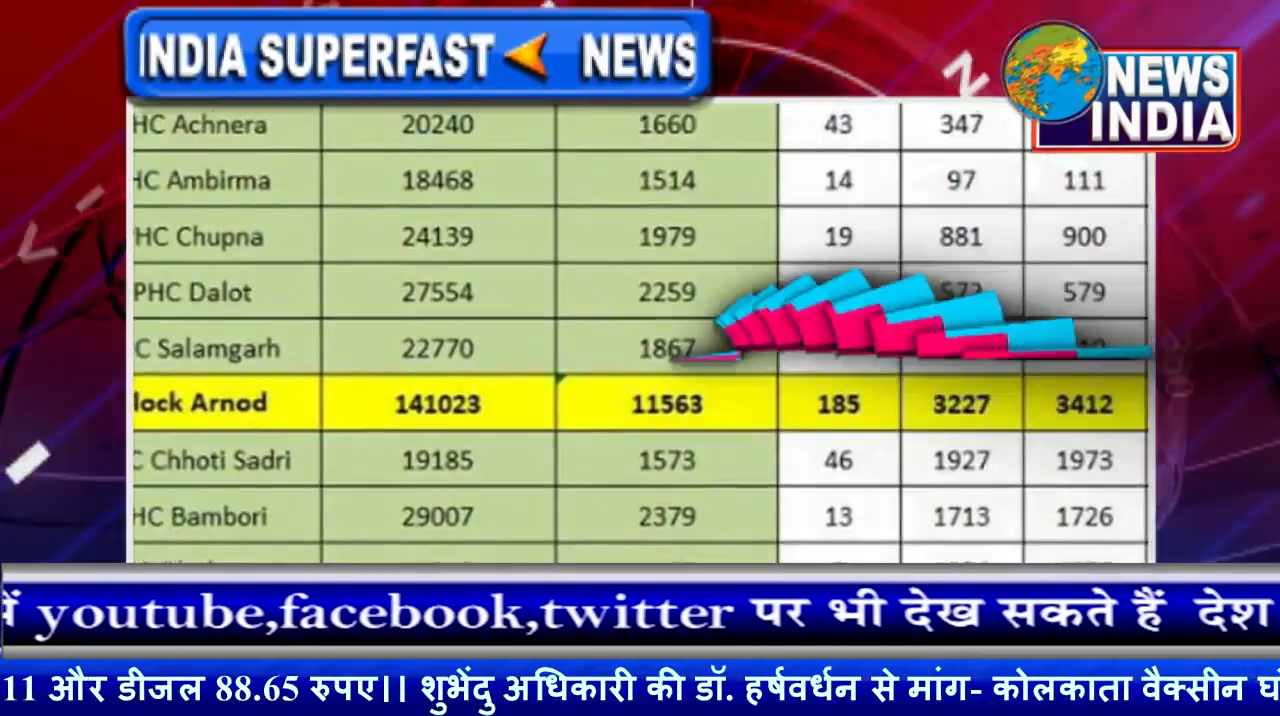 INDIA SUPERFAST NEWS
NEWS INDIA
HC Achnera 20240 1660 43 347
HC Ambirma 18468 1514 14 97 111
HC Chupna 24139 1979 19 881 900
PHC Dalot 27554 2259 572 579
C Salamgarh 22770 1867
lock Arnod 141023 11563 185 3227 3412
C Chhoti Sadri 19185 1573 46 1927 1973
HC Bambori 29007 2379 13 1713 1726
में youtube,facebook,twitter पर भी देख सकते हैं देश
11 और डीजल 88.65 रुपए।। शुभेंदु अधिकारी की डॉ. हर्षवर्धन से मांग- कोलकाता वैक्सीन घो